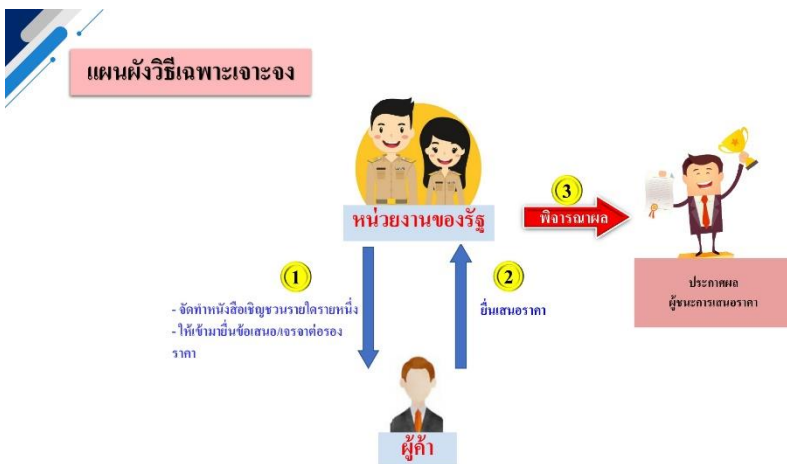 แผนผังวิธีเฉพาะเจาะจง
หน่วยงานของรัฐ
3
พิจารณาผล
1
- จัดทำหนังสือเชิญชวนรายใดรายหนึ่ง
- ให้เข้ามายื่นข้อเสนอ/เจรจาต่อรอง
ราคา
2
ยื่นเสนอราคา
ประกาศผล
ผู้ชนะการเสนอราคา
ผู้ค้า